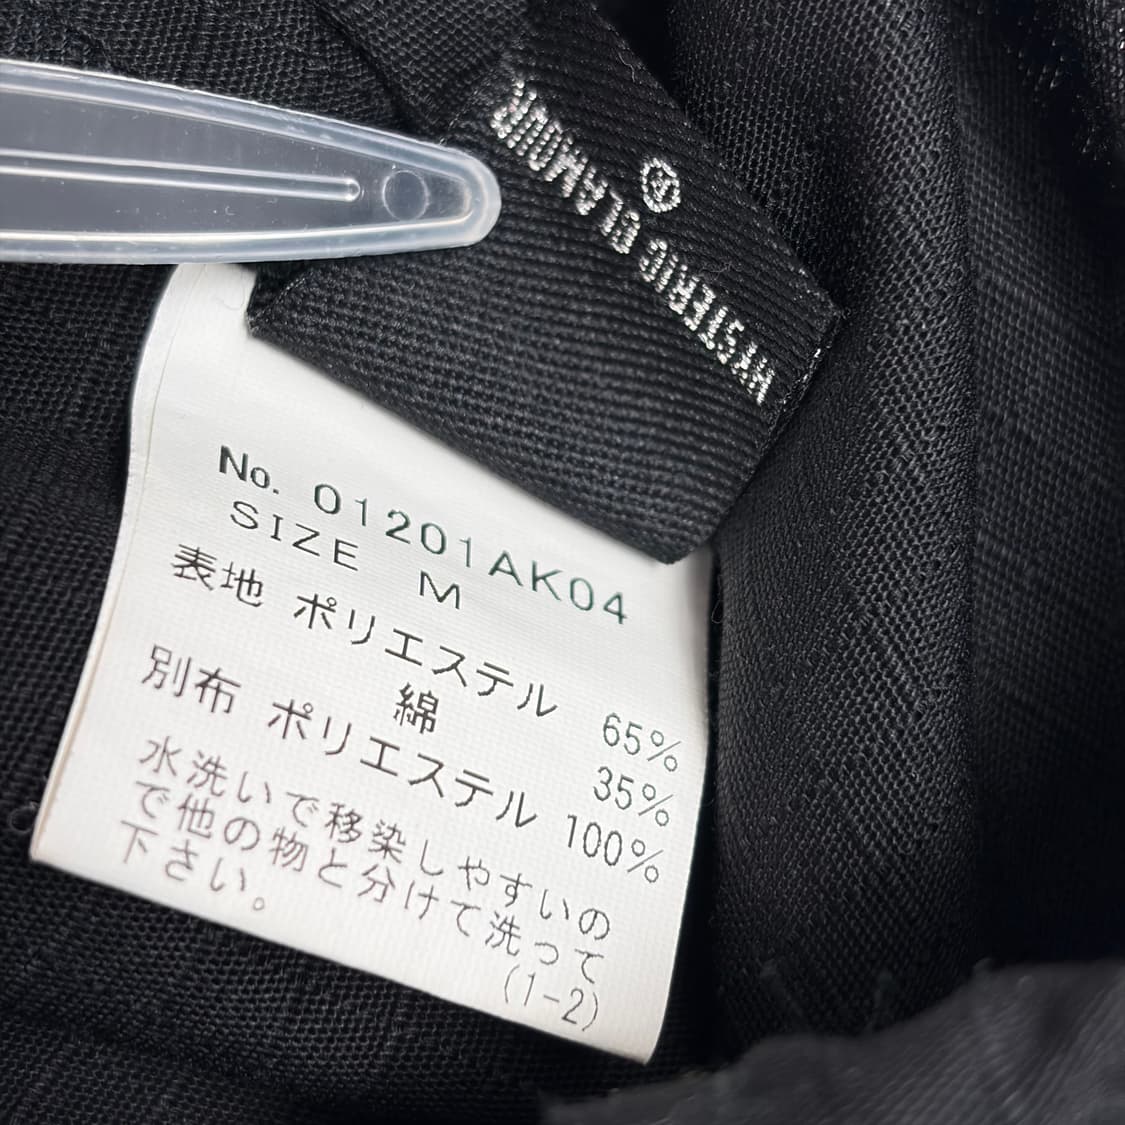 HYSTERIC GLAMOUR
®
No. 01201AK04
SIZE M
表地 ポリエステル 65%
綿 35%
別布 ポリエステル 100%
水洗いで移染しやすいの
で他の物と分けて洗って
下さい。
(1-2)